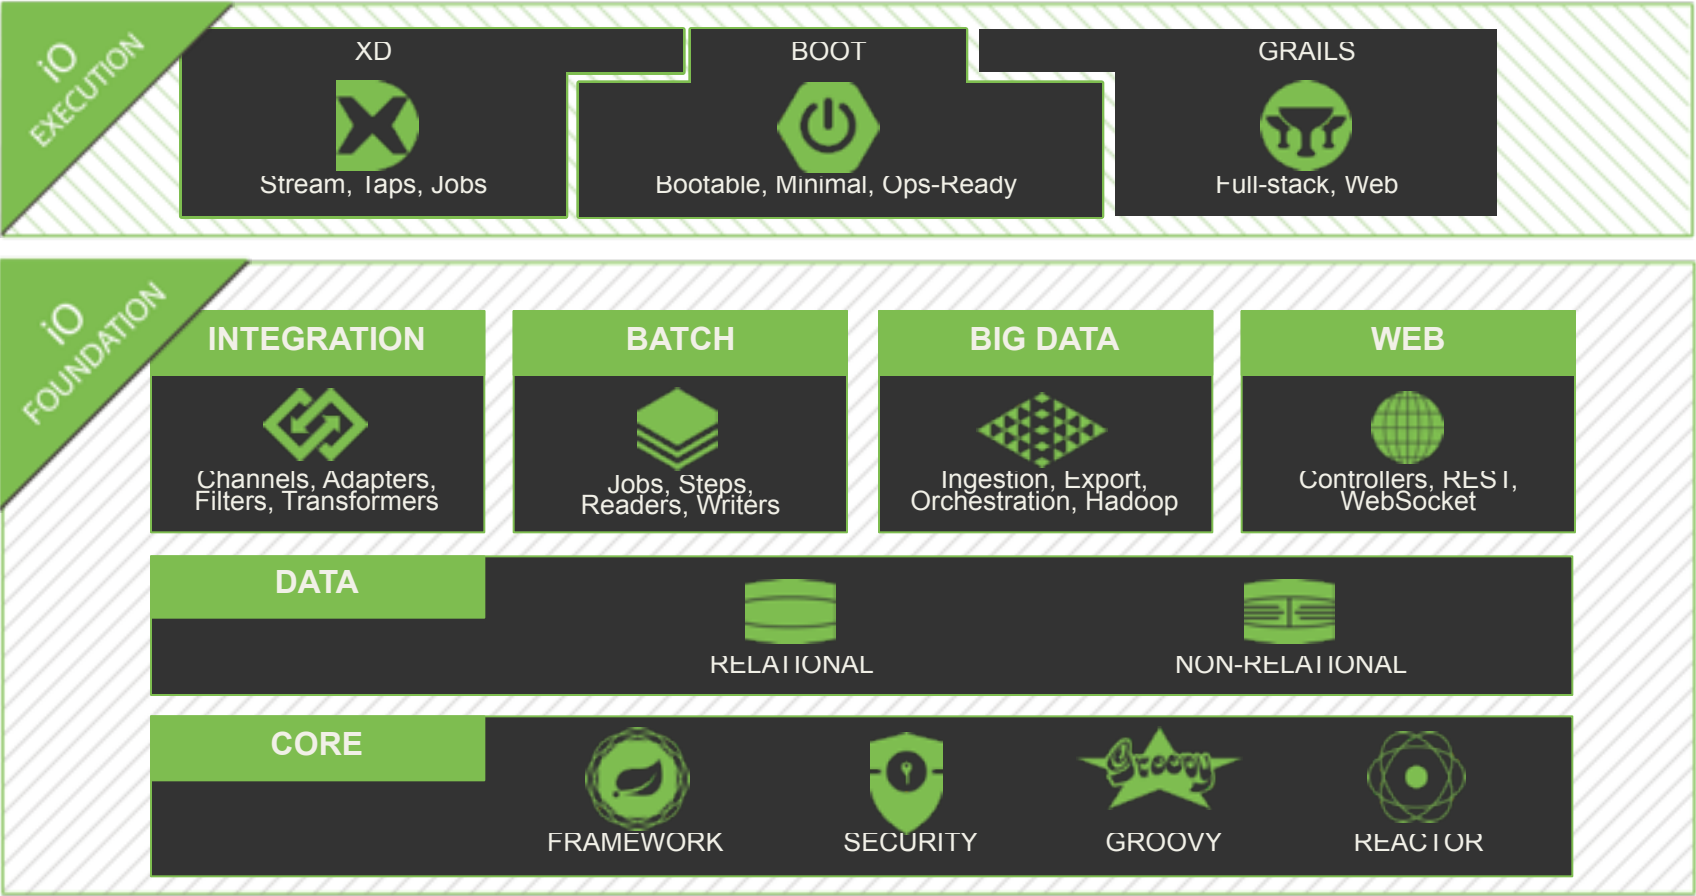 iO
EXECUTION
XD
BOOT
GRAILS
Stream, Taps, Jobs
Bootable, Minimal, Ops-Ready
Full-stack, Web
iO
FOUNDATION
INTEGRATION
BATCH
BIG DATA
WEB
Channels, Adapters,
Filters, Transformers
Jobs, Steps,
Readers, Writers
Ingestion, Export,
Orchestration, Hadoop
Controllers, REST,
WebSocket
DATA
RELATIONAL
NON-RELATIONAL
CORE
Groovy
FRAMEWORK
SECURITY
GROOVY
REACTOR